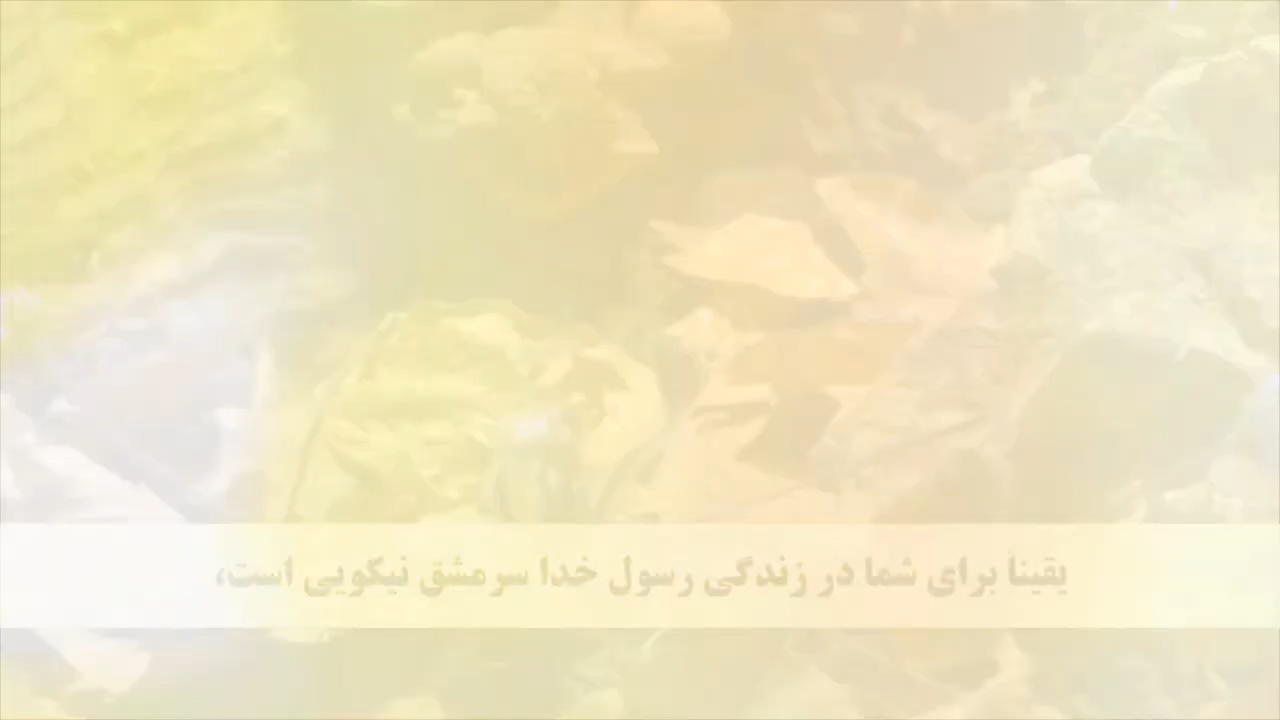 یقیناً برای شما در زندگی رسول خدا سرمشق نیکویی است،